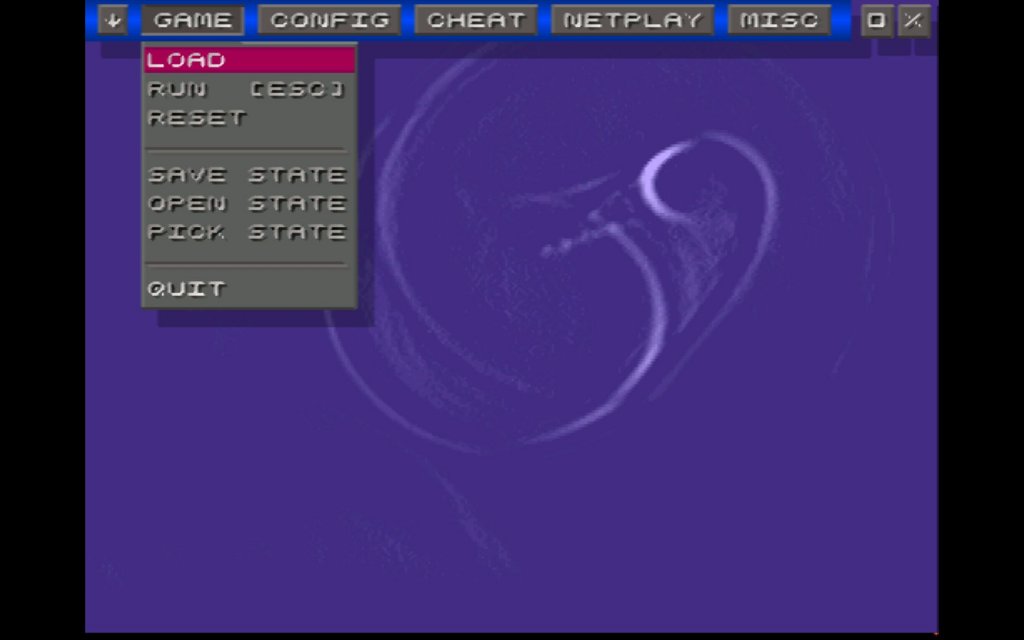 GAME CONFIG CHEAT NETPLAY MISC
LOAD
RUN [ESC]
RESET
SAVE STATE
OPEN STATE
PICK STATE
QUIT